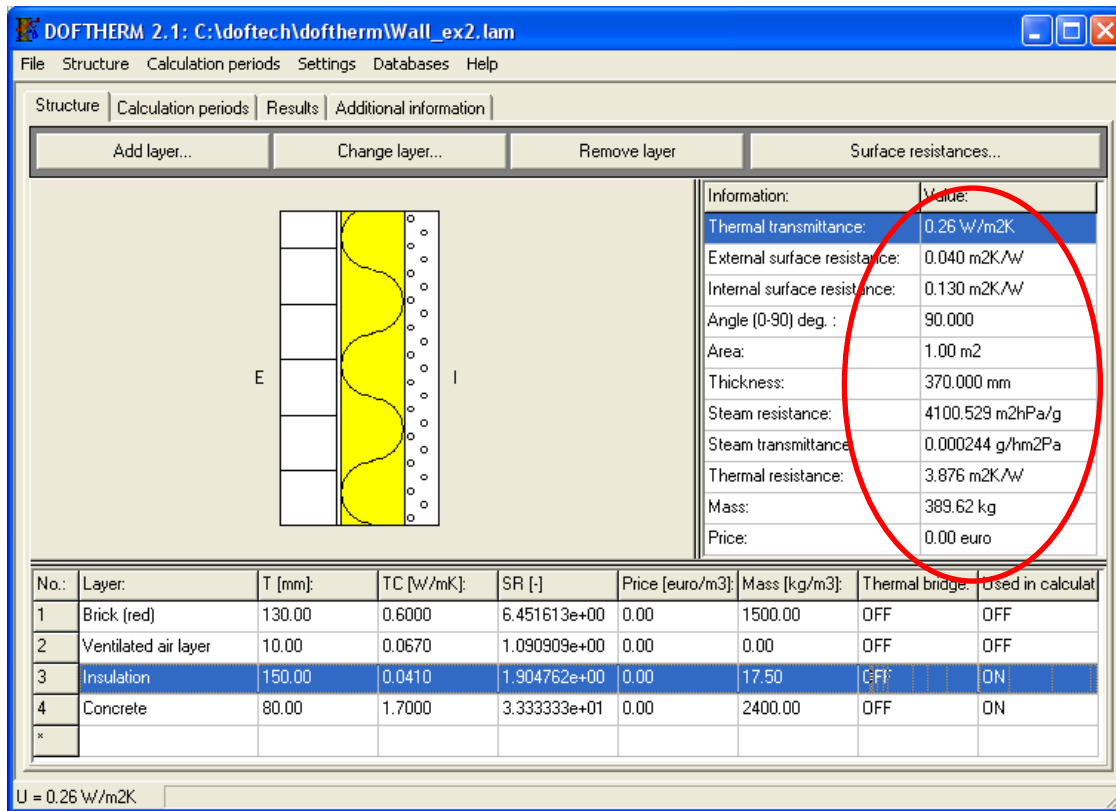 DOFTHERM 2.1: C:\doftech\doftherm\Wall_ex2.lam
File Structure Calculation periods Settings Databases Help
Structure Calculation periods Results Additional information
Add layer... Change layer... Remove layer Surface resistances...
Information: Value:
Thermal transmittance: 0.26 W/m2K
External surface resistance: 0.040 m2K/W
Internal surface resistance: 0.130 m2K/W
Angle (0-90) deg. : 90.000
Area: 1.00 m2
Thickness: 370.000 mm
Steam resistance: 4100.529 m2hPa/g
Steam transmittance 0.000244 g/hm2Pa
Thermal resistance: 3.876 m2K/W
Mass: 389.62 kg
Price: 0.00 euro
E I
No.: Layer: T [mm]: TC [W/mK]: SR [-] Price [euro/m3]: Mass [kg/m3]: Thermal bridge: Used in calculat
1 Brick (red) 130.00 0.6000 6.451613e+00 0.00 1500.00 OFF OFF
2 Ventilated air layer 10.00 0.0670 1.090909e+00 0.00 0.00 OFF OFF
3 Insulation 150.00 0.0410 1.904762e+00 0.00 17.50 OFF ON
4 Concrete 80.00 1.7000 3.333333e+01 0.00 2400.00 OFF ON
*
U = 0.26 W/m2K